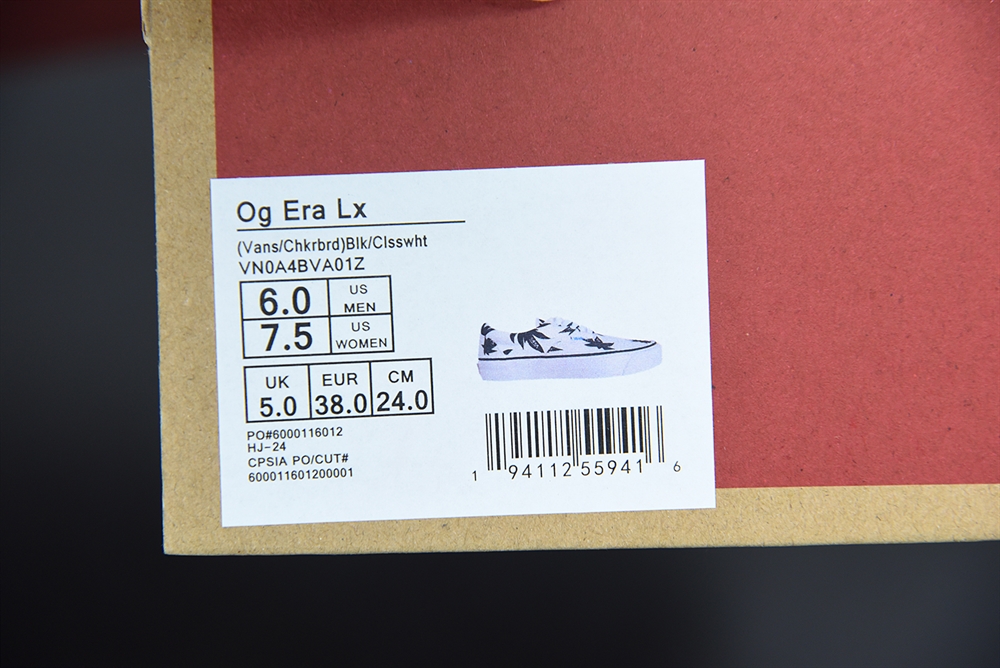 Og Era Lx
(Vans/Chkrbrd)Blk/Clsswht
VN0A4BVA01Z
6.0 US MEN
7.5 US WOMEN
UK EUR CM
5.0 38.0 24.0
PO#6000116012
HJ-24
CPSIA PO/CUT#
600011601200001
1 94112 55941 6